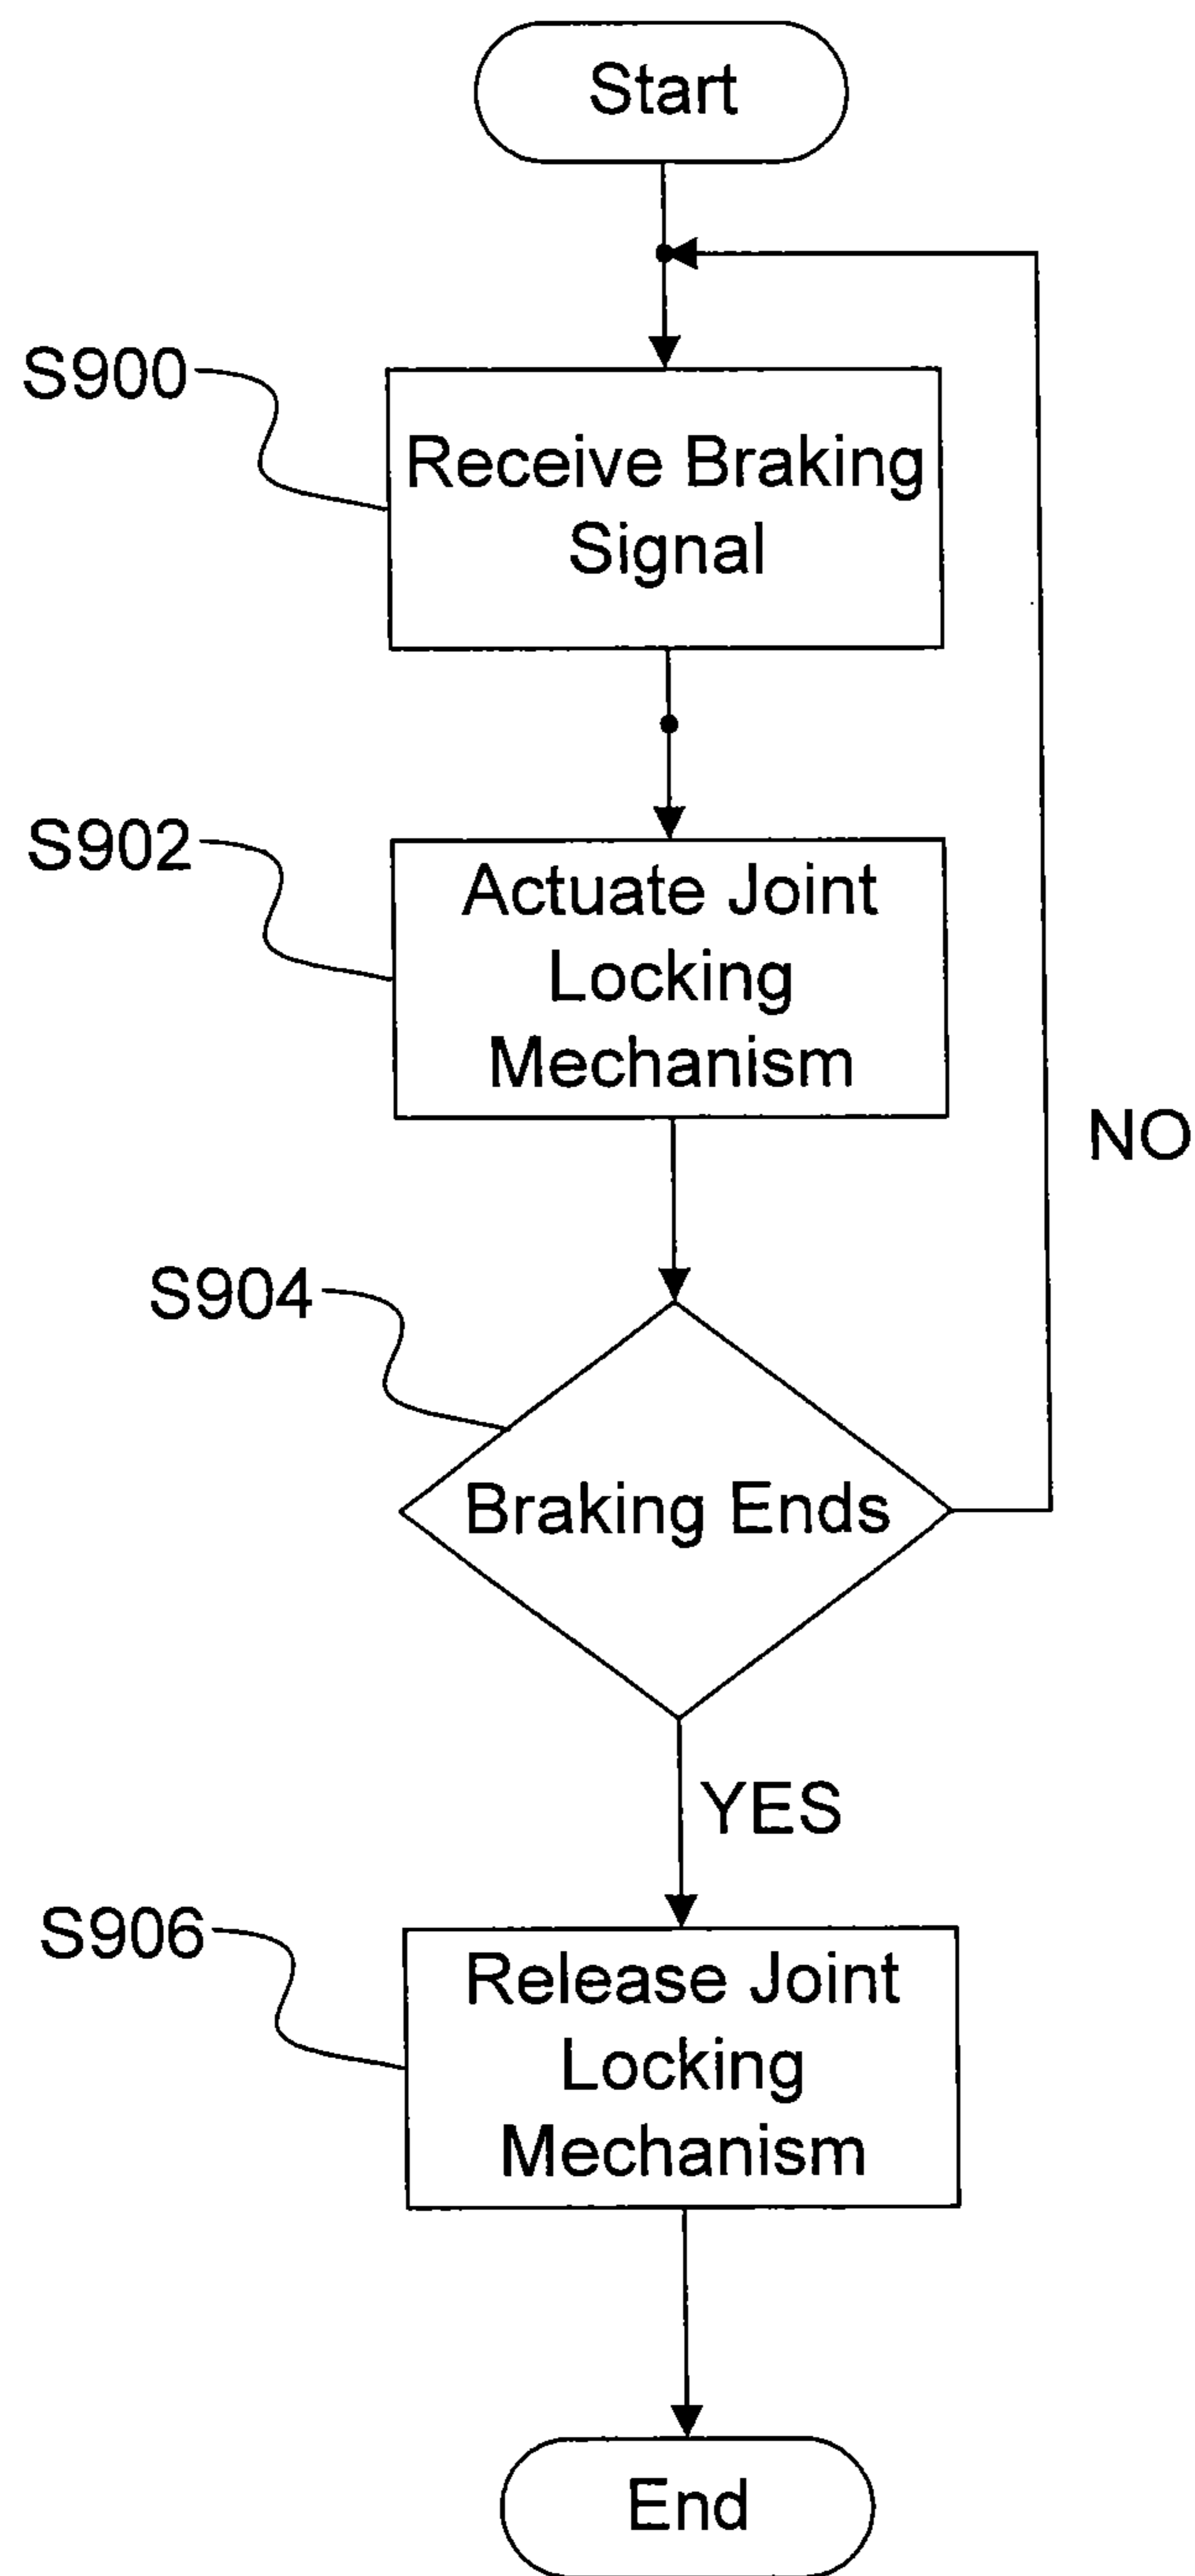 Start
S900
Receive Braking
Signal
S902
Actuate Joint
Locking
Mechanism
NO
S904
Braking Ends
YES
S906
Release Joint
Locking
Mechanism
End